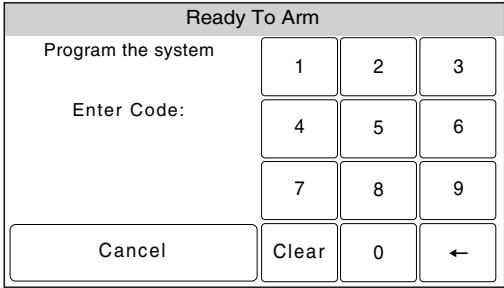 Ready To Arm
Program the system
Enter Code:
1 2 3
4 5 6
7 8 9
Cancel Clear 0 ←